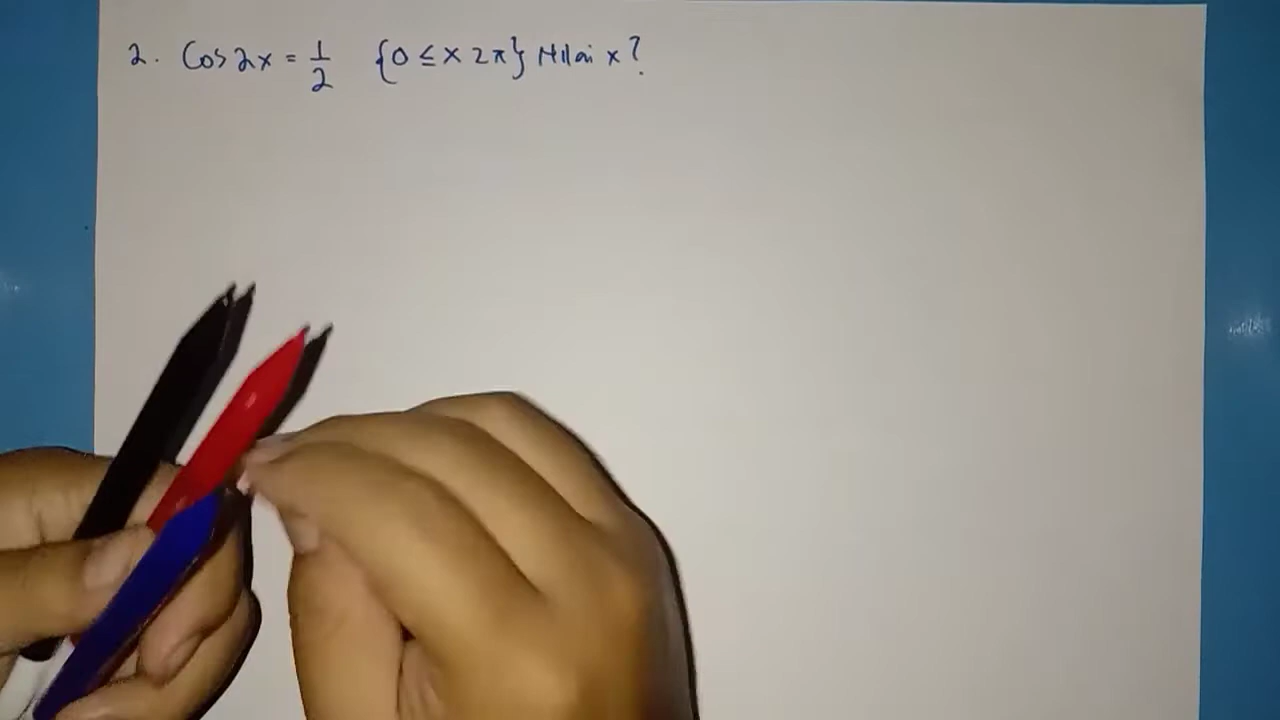 2. Cos 2x = 1/2 {0 ≤ x 2π} Nilai x?